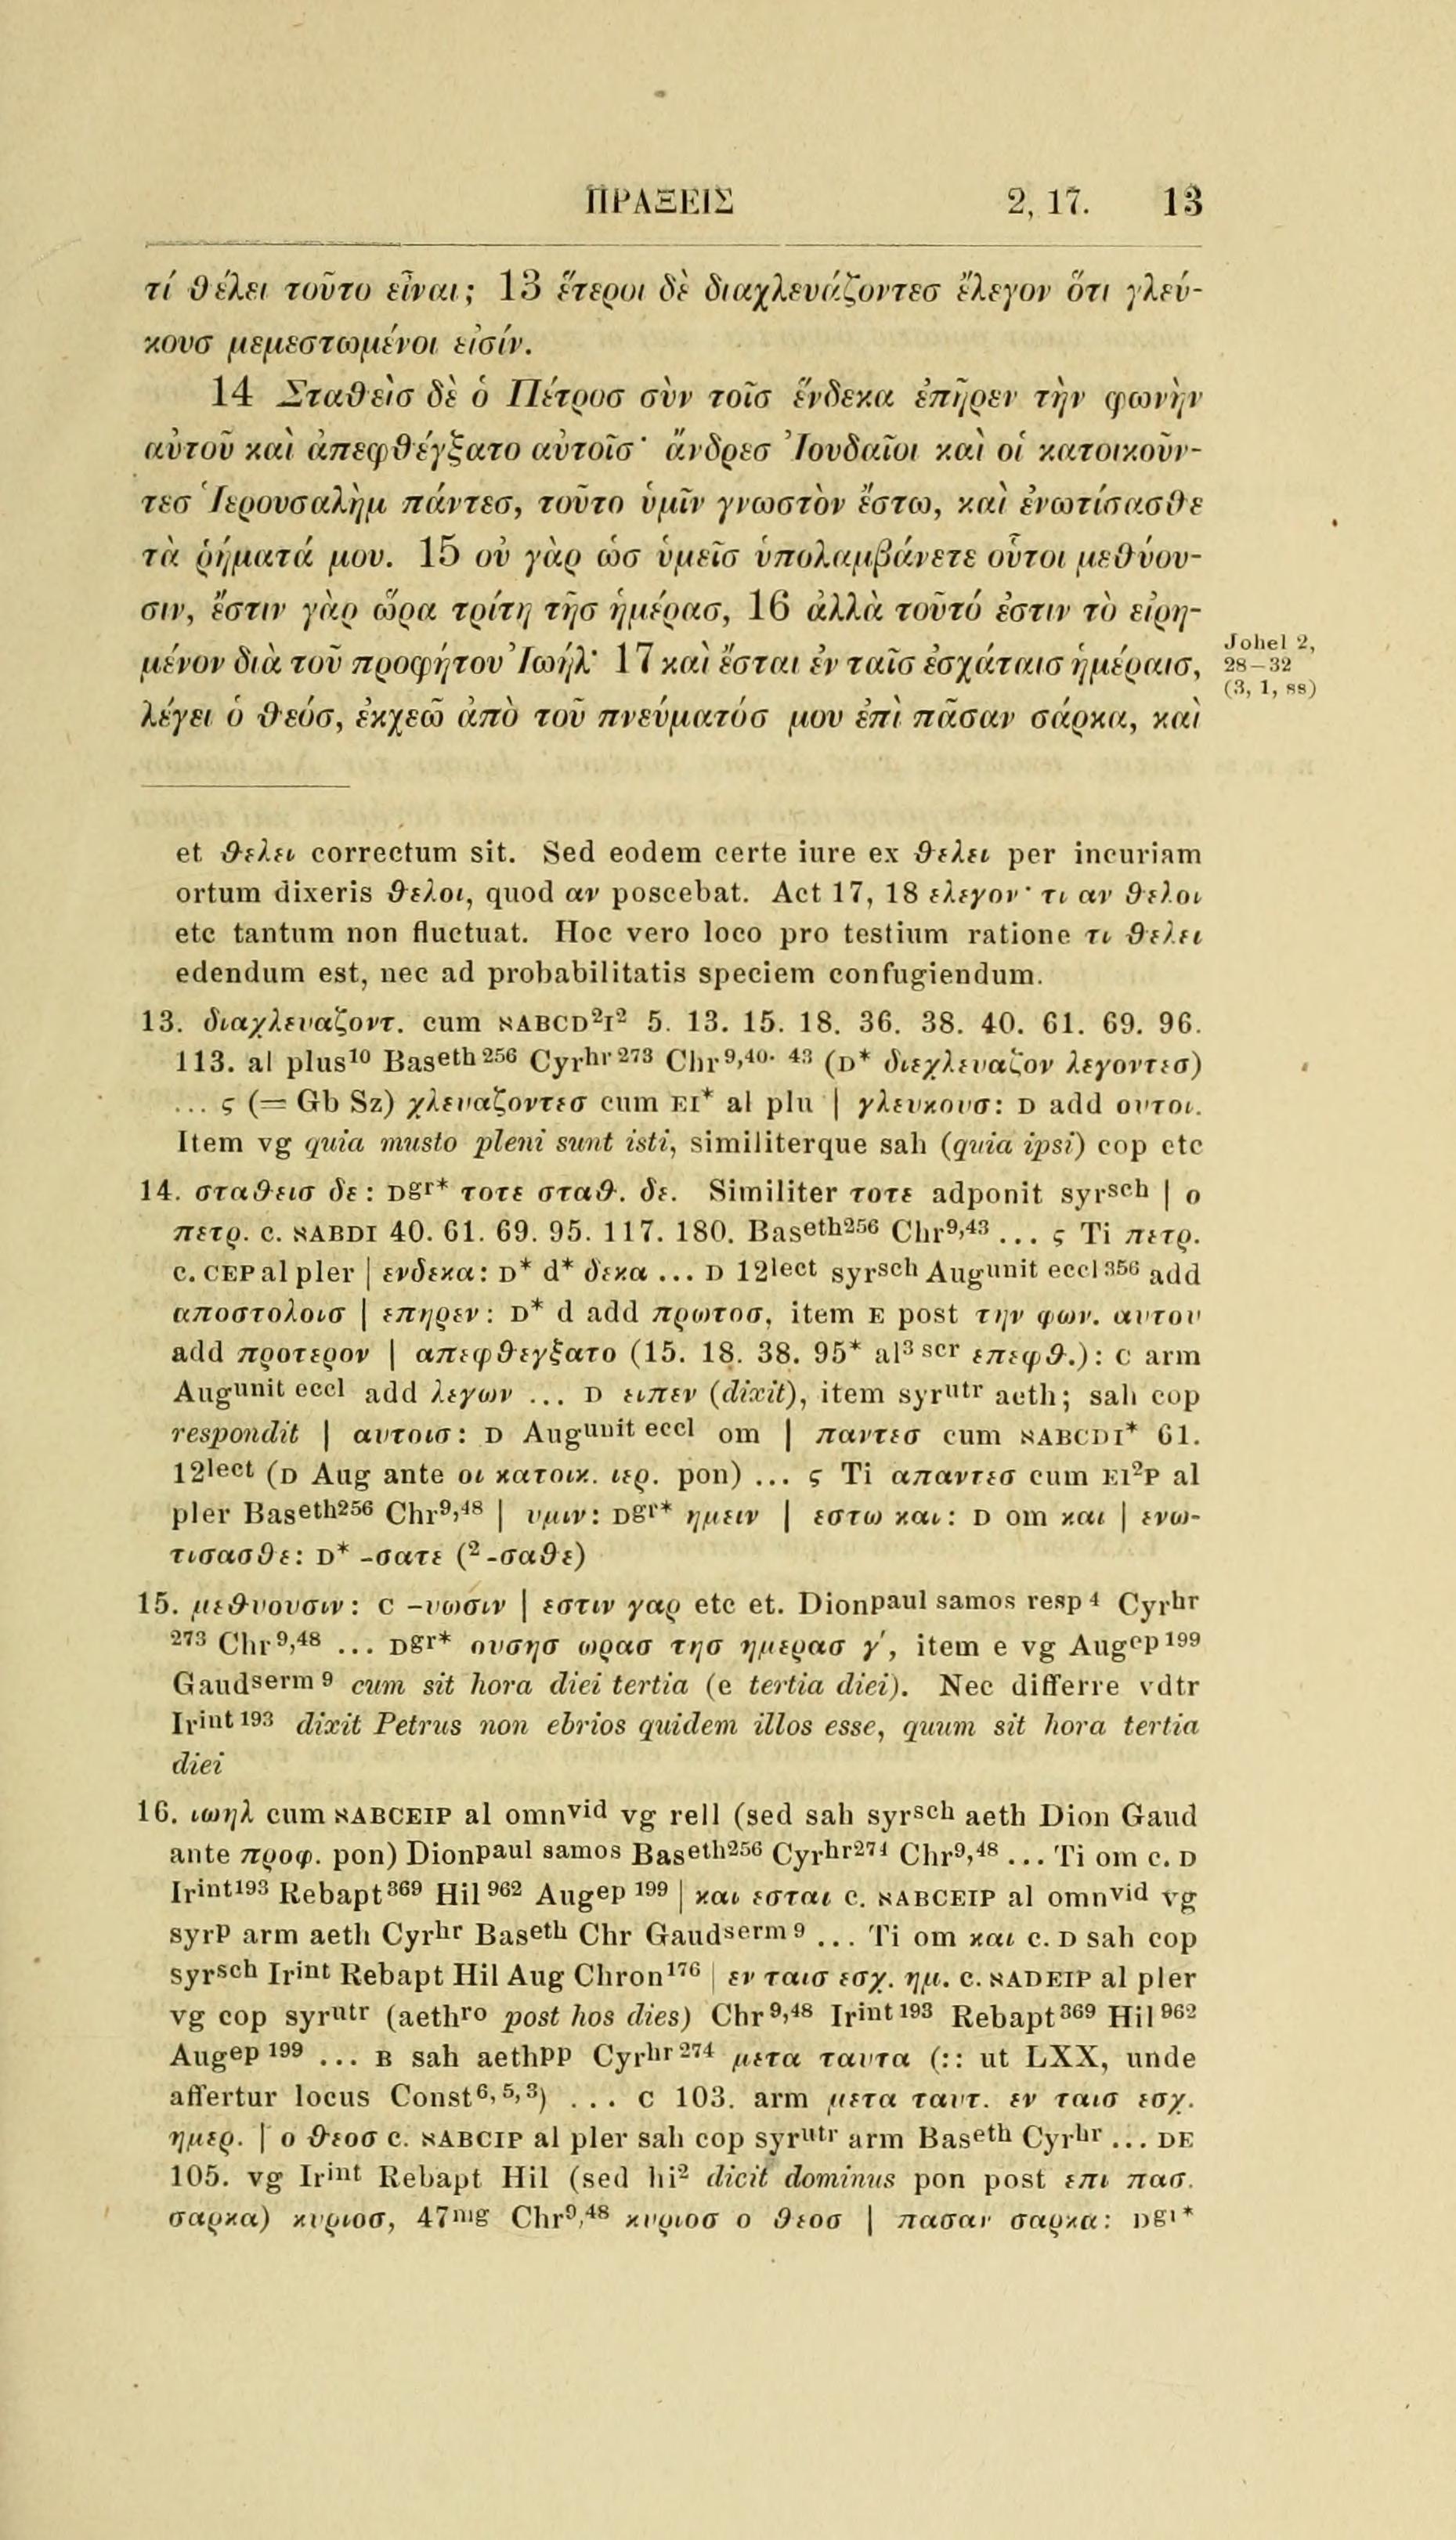 ΠΡΑΞΕΙΣ 2, 17. 13
τί θέλει τοῦτο εἶναι; 13 ἕτεροι δὲ διαχλευάζοντεσ ἔλεγον ὅτι γλεύ-
κουσ μεμεστωμένοι εἰσίν.
14 Σταθεὶσ δὲ ὁ Πέτροσ σὺν τοῖσ ἕνδεκα ἐπῆρεν τὴν φωνὴν
αὐτοῦ καὶ ἀπεφθέγξατο αὐτοῖσ· ἄνδρεσ Ἰουδαῖοι καὶ οἱ κατοικοῦν-
τεσ Ἱερουσαλὴμ πάντεσ, τοῦτο ὑμῖν γνωστὸν ἔστω, καὶ ἐνωτίσασθε
τὰ ῥήματά μου. 15 οὐ γὰρ ὡσ ὑμεῖσ ὑπολαμβάνετε οὗτοι μεθύου-
σιν, ἔστιν γὰρ ὥρα τρίτη τῆσ ἡμέρασ, 16 ἀλλὰ τοῦτό ἐστιν τὸ εἰρη-
μένον διὰ τοῦ προφήτου Ἰωήλ· 17 καὶ ἔσται ἐν ταῖσ ἐσχάταισ ἡμέραισ,
λέγει ὁ θεόσ, ἐκχεῶ ἀπὸ τοῦ πνεύματόσ μου ἐπὶ πᾶσαν σάρκα, καὶ
Johel 2,
28–32
(3, 1, ss)
et θελει correctum sit. Sed eodem certe iure ex θελει per incuriam
ortum dixeris θελοι, quod αν poscebat. Act 17, 18 ελεγον· τι αν θελοι
etc tantum non fluctuat. Hoc vero loco pro testium ratione τι θελει
edendum est, nec ad probabilitatis speciem confugiendum.
13. διαχλευαζοντ. cum ℵABCD²I² 5. 13. 15. 18. 36. 38. 40. 61. 69. 96.
113. al plus¹⁰ Baseth 256 Cyrhr 273 Chr9,40. 43 (D* διεχλευαζον λεγοντεσ)
... ς (= Gb Sz) χλευαζοντεσ cum EI* al plu | γλευκουσ: D add ουτοι.
Item vg quia musto pleni sunt isti, similiterque sah (quia ipsi) cop etc
14. σταθεισ δε: Dgr* τοτε σταθ. δε. Similiter τοτε adponit syrsch | ο
πετρ. c. ℵABDI 40. 61. 69. 95. 117. 180. Baseth256 Chr9,43 ... ς Ti πετρ.
c. CEP al pler | ενδεκα: D* d* δεκα ... D 12lect syrsch Augunit eccl 356 add
αποστολοισ | επηρεν: D* d add πρωτοσ, item E post την φων. αυτου
add προτερον | απεφθεγξατο (15. 18. 38. 95* al³ scr επεφθ.): C arm
Augunit eccl add λεγων ... D ειπεν (dixit), item syrutr aeth; sah cop
respondit | αυτοισ: D Augunit eccl om | παντεσ cum ℵABCDI* 61.
12lect (D Aug ante οι κατοικ. ιερ. pon) ... ς Ti απαντεσ cum EI²P al
pler Baseth256 Chr9,48 | υμιν: Dgr* ημειν | εστω και: D om και | ενω-
τισασθε: D* -σατε (² -σαθε)
15. μεθυουσιν: C -υωσιν | εστιν γαρ etc et. Dionpaul samos resp 4 Cyrhr
273 Chr9,48 ... Dgr* ουσησ ωρασ τησ ημερασ γ', item e vg Augep 199
Gaudserm 9 cum sit hora diei tertia (e tertia diei). Nec differre vdtr
Irint 193 dixit Petrus non ebrios quidem illos esse, quum sit hora tertia
diei
16. ιωηλ cum ℵABCEIP al omnvid vg rell (sed sah syrsch aeth Dion Gaud
ante προφ. pon) Dionpaul samos Baseth256 Cyrhr274 Chr9,48 ... Ti om c. D
Irint193 Rebapt369 Hil962 Augep 199 | και εσται c. ℵABCEIP al omnvid vg
syrp arm aeth Cyrhr Baseth Chr Gaudserm 9 ... Ti om και c. D sah cop
syrsch Irint Rebapt Hil Aug Chron176 | εν ταισ εσχ. ημ. c. ℵADEIP al pler
vg cop syrutr (aethro post hos dies) Chr9,48 Irint 193 Rebapt369 Hil962
Augep 199 ... B sah aethpp Cyrhr 274 μετα ταυτα (:: ut LXX, unde
affertur locus Const6,5,3) ... C 103. arm μετα ταυτ. εν ταισ εσχ.
ημερ. | ο θεοσ c. ℵABCIP al pler sah cop syrutr arm Baseth Cyrhr ... DE
105. vg Irint Rebapt Hil (sed hi² dicit dominus pon post επι πασ.
σαρκα) κυριοσ, 47mg Chr9,48 κυριοσ ο θεοσ | πασαν σαρκα: Dgr*